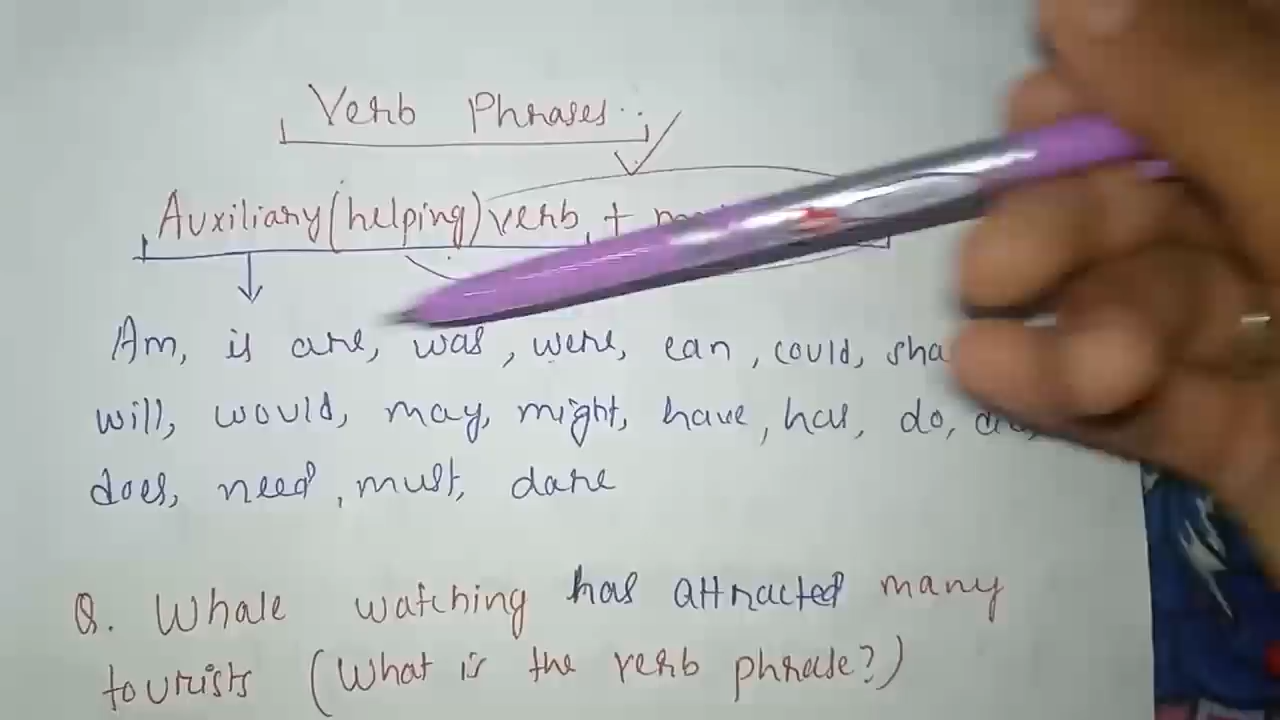 Verb Phrases
Auxiliary (helping) verb +
Am, is are, was, were, can, could,
will, would, may, might, have, has, do,
does, need, must, dare
Q. Whale watching has attracted many
tourists (What is the verb phrase?)